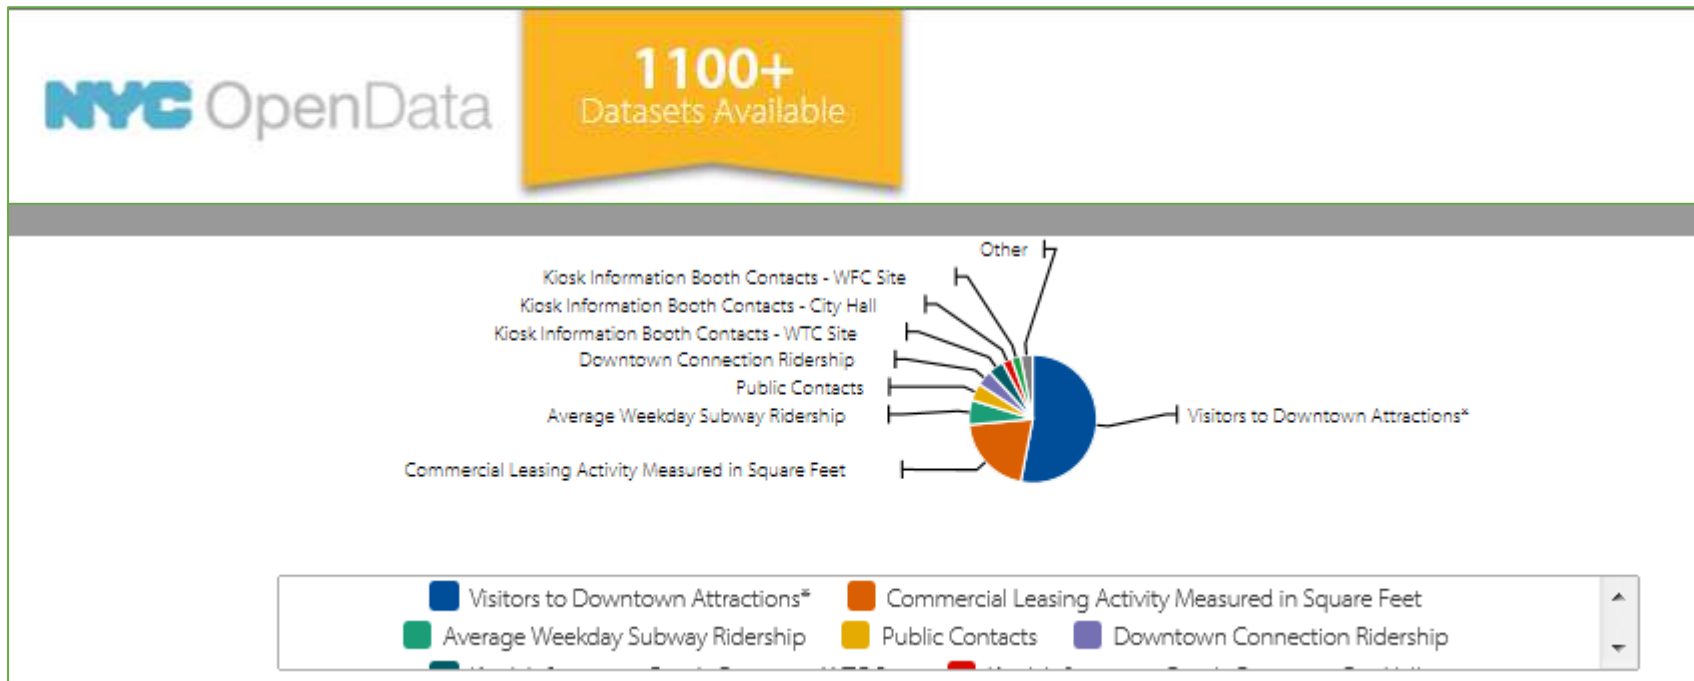 NYC OpenData
1100+
Datasets Available
Other
Kiosk Information Booth Contacts - WFC Site
Kiosk Information Booth Contacts - City Hall
Kiosk Information Booth Contacts - WTC Site
Downtown Connection Ridership
Public Contacts
Average Weekday Subway Ridership
Visitors to Downtown Attractions*
Commercial Leasing Activity Measured in Square Feet
Visitors to Downtown Attractions* Commercial Leasing Activity Measured in Square Feet
Average Weekday Subway Ridership Public Contacts Downtown Connection Ridership